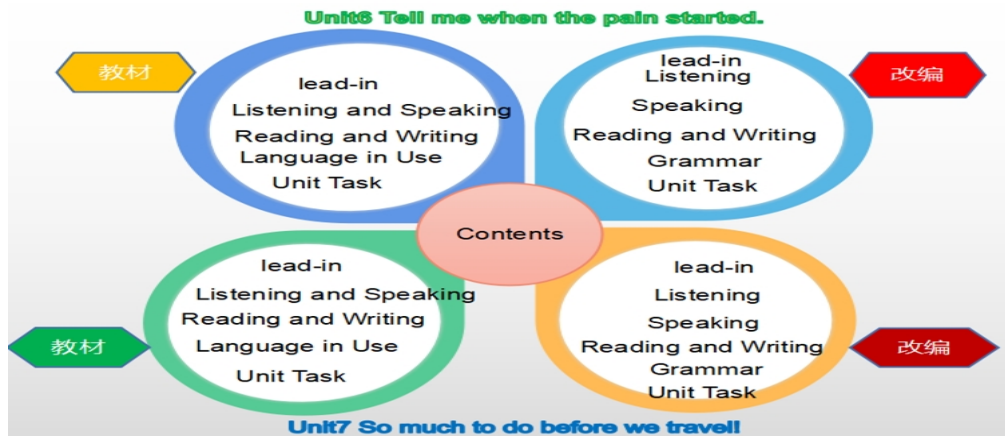 Unit6 Tell me when the pain started.
教材
lead-in
Listening and Speaking
Reading and Writing
Language in Use
Unit Task
改编
lead-in
Listening
Speaking
Reading and Writing
Grammar
Unit Task
Contents
教材
lead-in
Listening and Speaking
Reading and Writing
Language in Use
Unit Task
改编
lead-in
Listening
Speaking
Reading and Writing
Grammar
Unit Task
Unit7 So much to do before we travel!